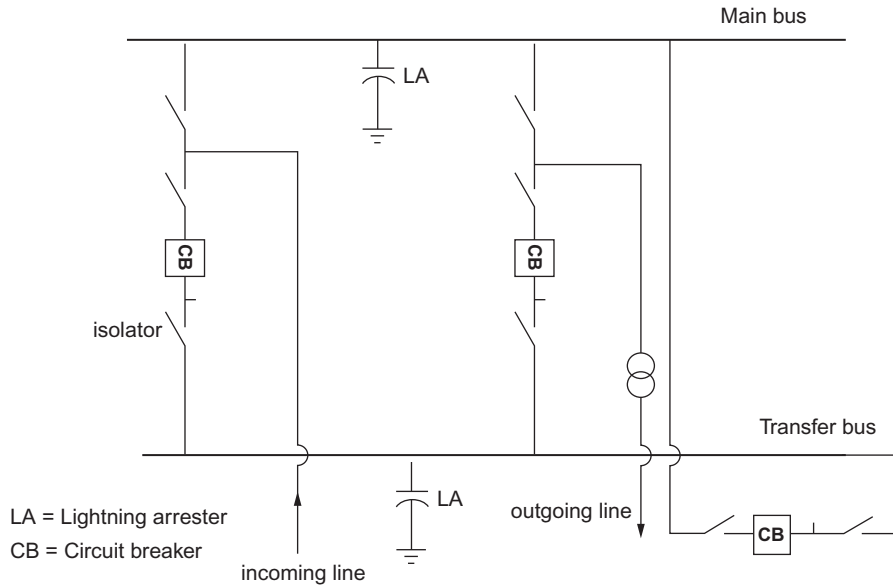 Main bus
LA
CB
CB
isolator
Transfer bus
LA
outgoing line
LA = Lightning arrester
CB = Circuit breaker
CB
incoming line